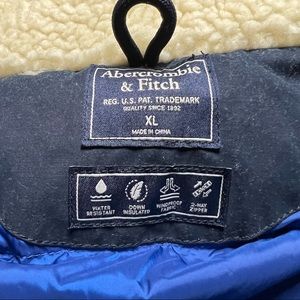 Abercrombie
& Fitch
REG. U.S. PAT. TRADEMARK
QUALITY SINCE 1892
XL
MADE IN CHINA
WATER RESISTANT
DOWN INSULATED
WINDPROOF FABRIC
2-WAY ZIPPER